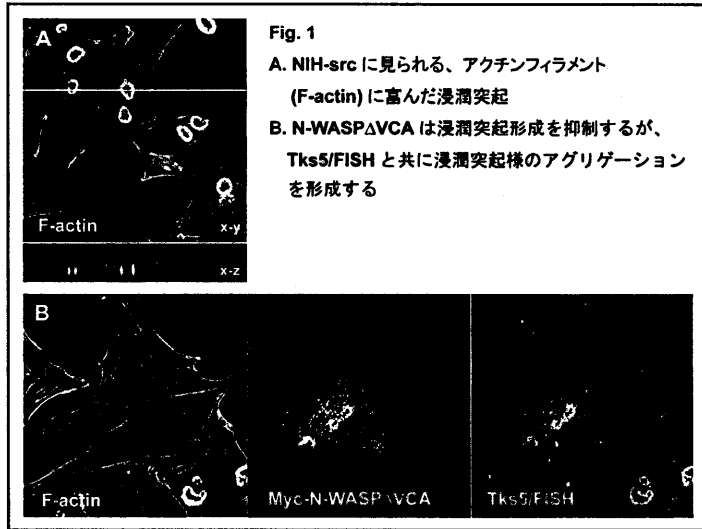 A
F-actin
x-y
x-z
Fig. 1
A. NIH-src に見られる、アクチンフィラメント
(F-actin) に富んだ浸潤突起
B. N-WASPΔVCA は浸潤突起形成を抑制するが、
Tks5/FISH と共に浸潤突起様のアグリゲーション
を形成する
B
F-actin
Myc-N-WASPΔVCA
Tks5/FISH